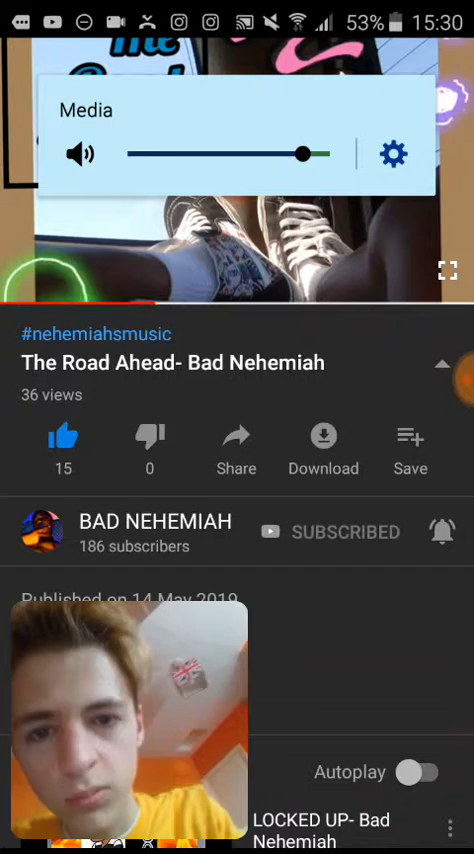 53% 15:30
the
Media
#nehemiahsmusic
The Road Ahead- Bad Nehemiah
36 views
15
0
Share
Download
Save
BAD NEHEMIAH
SUBSCRIBED
186 subscribers
Published on 14 May 2019
Autoplay
LOCKED UP- Bad
Nehemiah